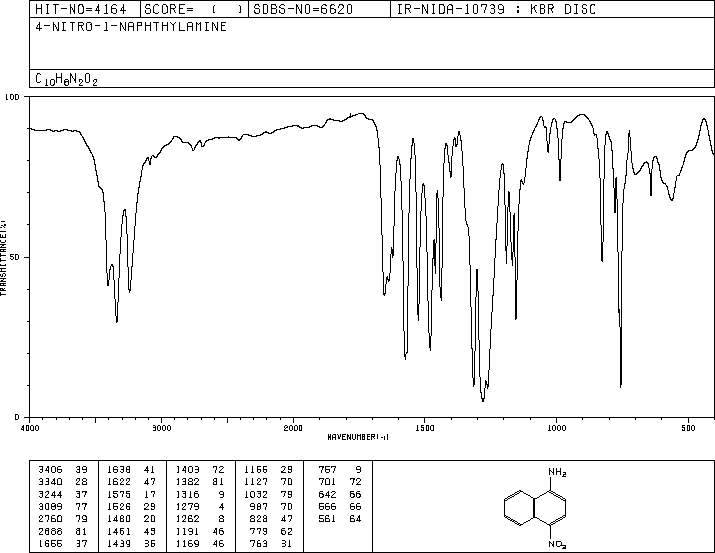 HIT-NO=4164 SCORE= ( ) SDBS-NO=6620 IR-NIDA-10739 : KBR DISC
4-NITRO-1-NAPHTHYLAMINE
C10H8N2O2
100
TRANSMITTANCE(%)
50
0
4000 3000 2000 1500 1000 500
WAVENUMBER(-1)
3406 39 1638 41 1403 72 1155 29 757 9
3340 28 1622 47 1382 81 1127 70 701 72
3244 37 1575 17 1316 9 1032 79 642 66
3089 77 1526 29 1279 4 987 70 566 66
2760 79 1480 20 1262 8 828 47 561 64
2688 81 1461 49 1191 46 779 62
1655 37 1439 35 1169 46 763 31
NH2
NO2